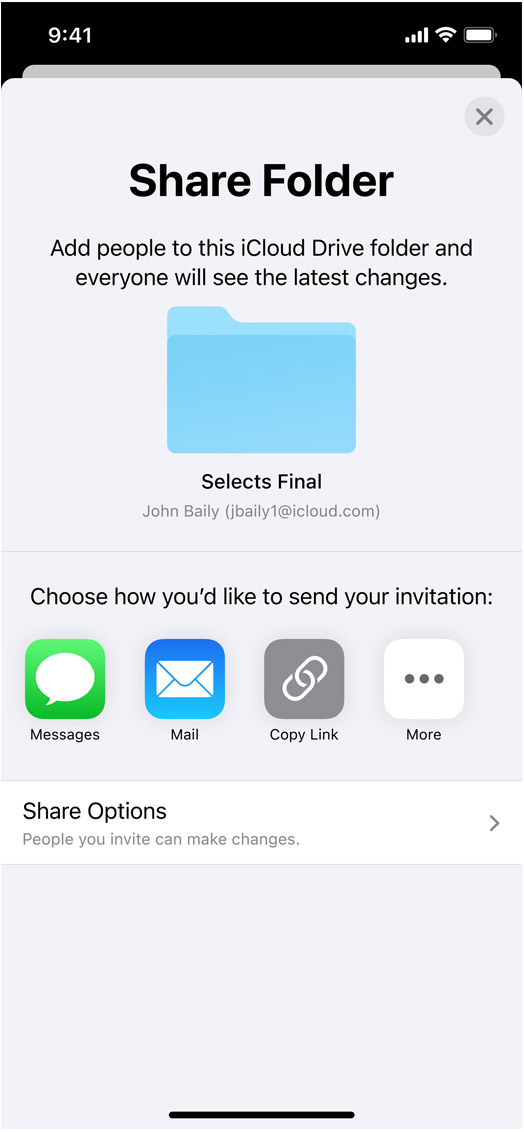 9:41
Share Folder
Add people to this iCloud Drive folder and
everyone will see the latest changes.
Selects Final
John Baily (jbaily1@icloud.com)
Choose how you’d like to send your invitation:
Messages
Mail
Copy Link
More
Share Options
People you invite can make changes.